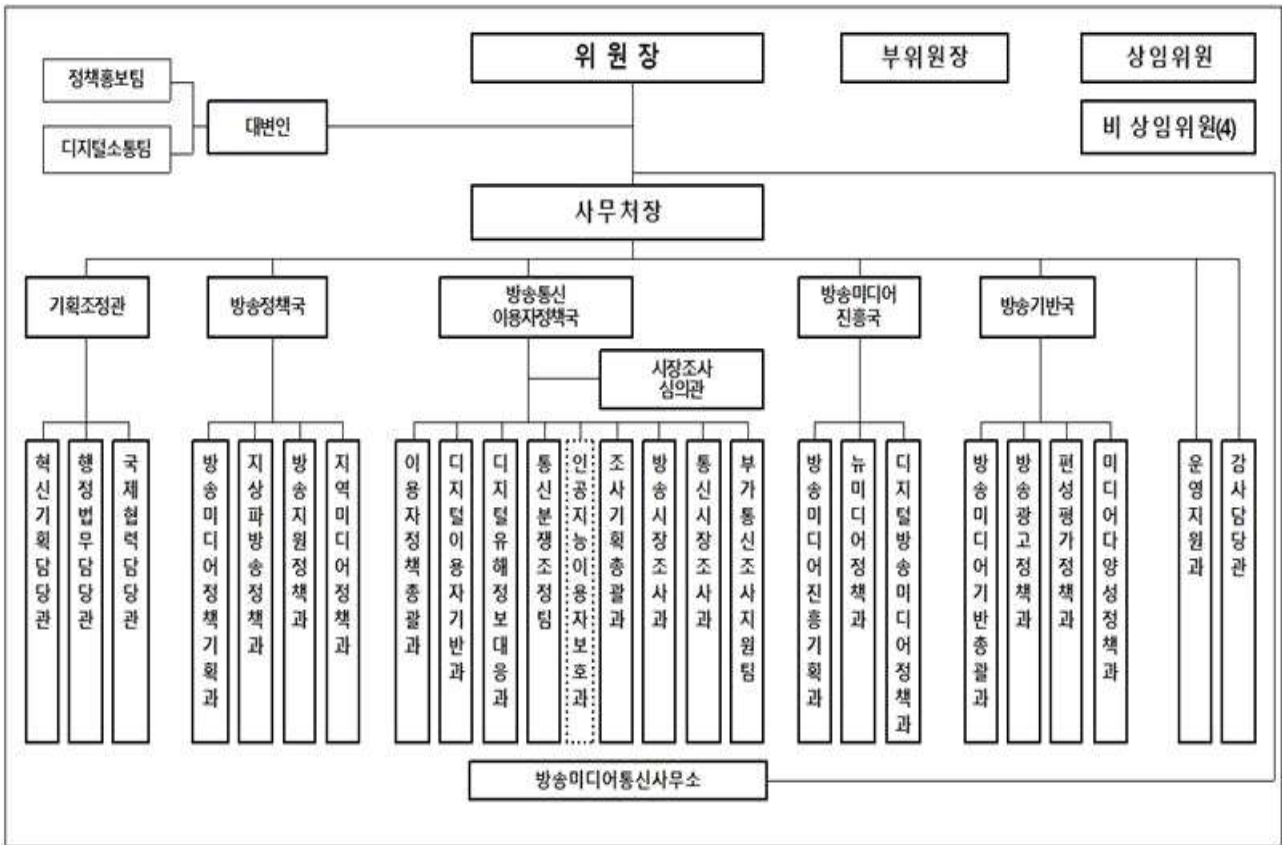 위원장
부위원장
상임위원
비 상임위원(4)
정책홍보팀
디지털소통팀
대변인
사무처장
기획조정관
방송정책국
방송통신
이용자정책국
방송미디어
진흥국
방송기반국
시장조사
심의관
혁신기획담당관
행정법무담당관
국제협력담당관
방송미디어정책기획과
지상파방송정책과
방송지원정책과
지역미디어정책과
이용자정책총괄과
디지털이용자기반과
디지털유해정보대응과
통신분쟁조정팀
인공지능이용자보호과
조사기획총괄과
방송시장조사과
통신시장조사과
부가통신조사지원팀
방송미디어진흥기획과
뉴미디어정책과
디지털방송미디어정책과
방송미디어기반총괄과
방송광고정책과
편성평가정책과
미디어다양성정책과
운영지원과
감사담당관
방송미디어통신사무소